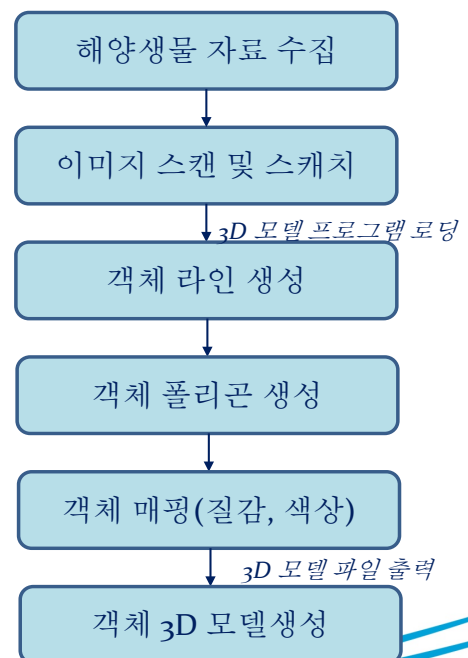 해양생물 자료 수집
이미지 스캔 및 스캐치
3D 모델 프로그램 로딩
객체 라인 생성
객체 폴리곤 생성
객체 매핑(질감, 색상)
3D 모델 파일 출력
객체 3D 모델생성